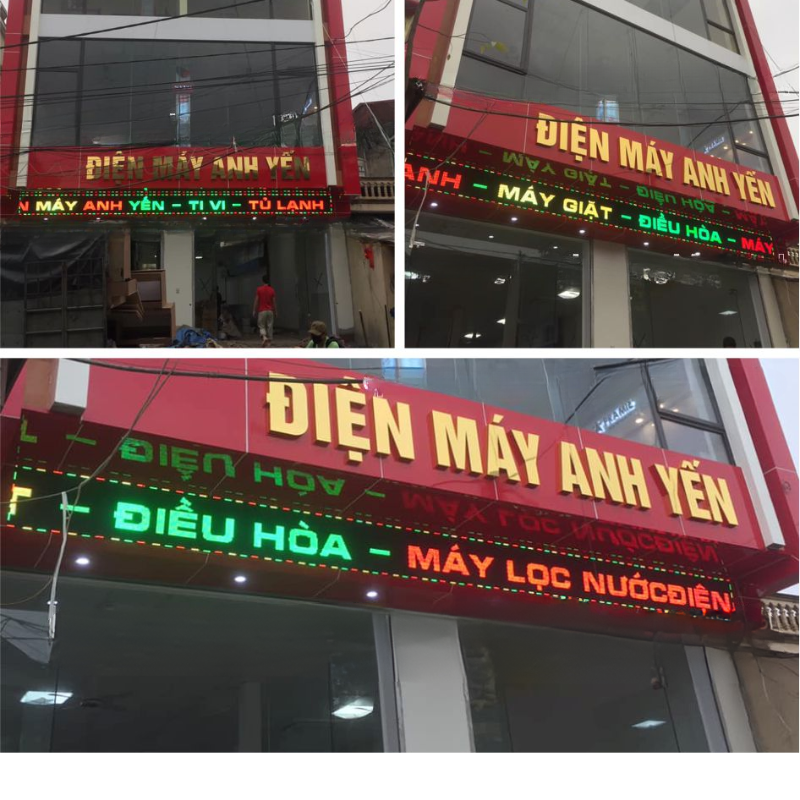 ĐIỆN MÁY ANH YẾN
N MÁY ANH YẾN - TI VI - TỦ LẠNH
ĐIỆN MÁY ANH YẾN
ẠNH - MÁY GIẶT - ĐIỀU HÒA - MÁY
ĐIỆN MÁY ANH YẾN
T - ĐIỀU HÒA - MÁY LỌC NƯỚCĐIỆN